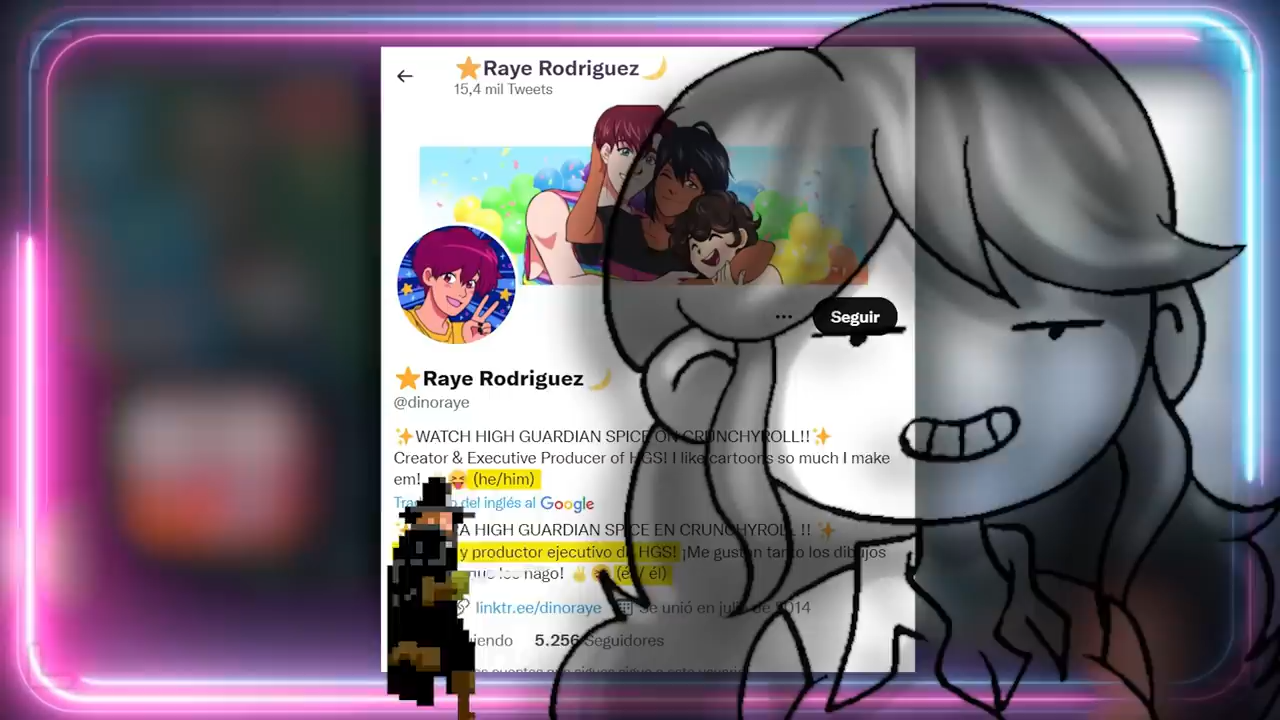 ⭐Raye Rodriguez🌙
15,4 mil Tweets
Seguir
⭐Raye Rodriguez🌙
@dinoraye
✨WATCH HIGH GUARDIAN SPICE ON CRUNCHYROLL!!✨
Creator & Executive Producer of HGS! I like cartoons so much I make
em! (he/him)
del inglés al Google
A HIGH GUARDIAN SPICE EN CRUNCHYROLL !! ✨
y productor ejecutivo de HGS! ¡Me gustan tanto los dibujos
que los hago! (él / él)
linktr.ee/dinoraye Se unió en julio de 2014
5.256 Seguidores